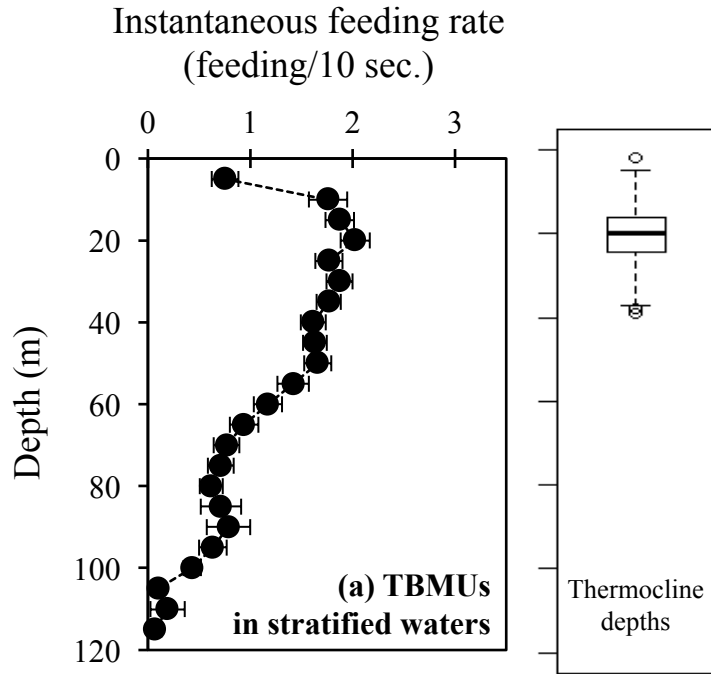 Instantaneous feeding rate
(feeding/10 sec.)
0 1 2 3
0
20
40
60
80
100
120
Depth (m)
(a) TBMUs
in stratified waters
Thermocline
depths